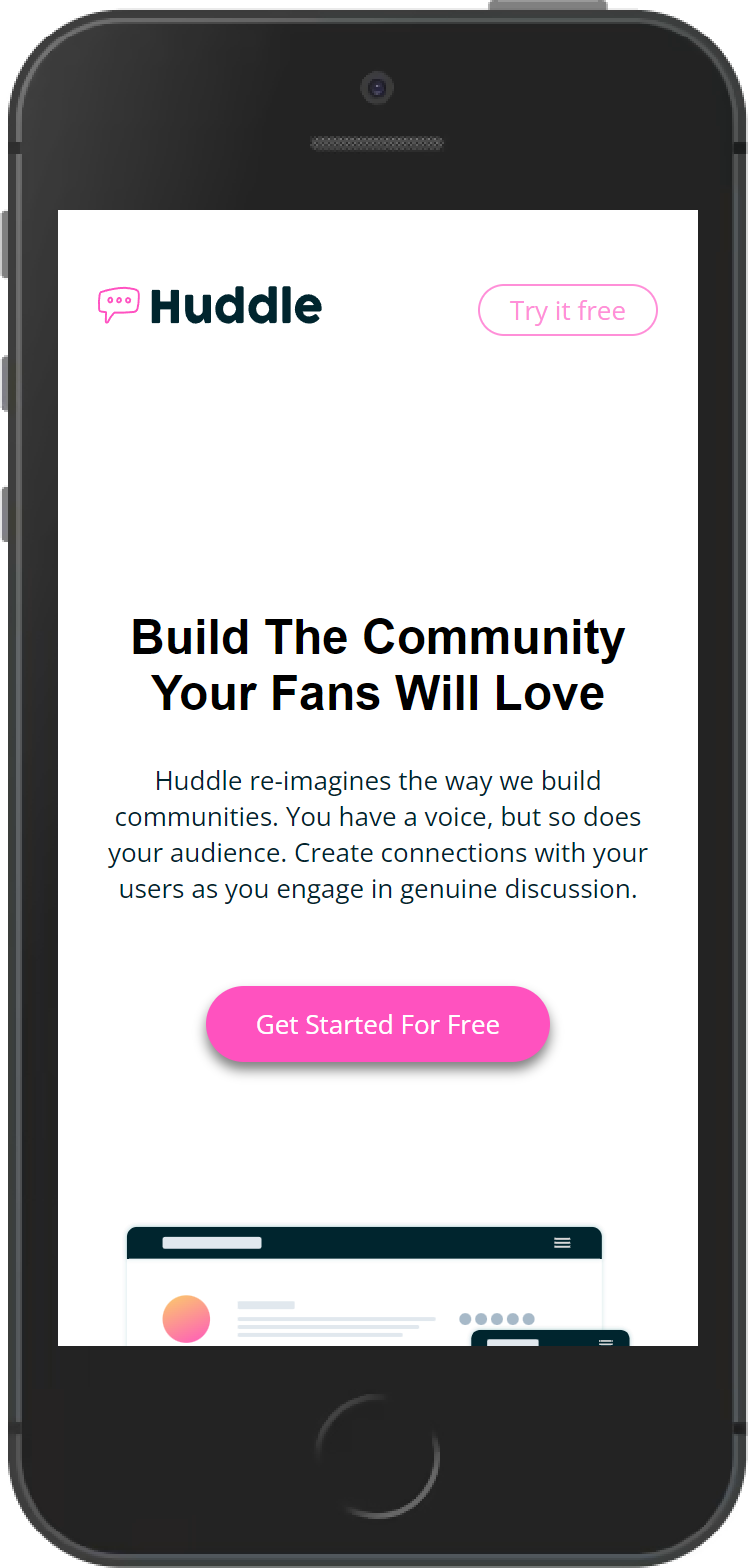 Huddle
Try it free
Build The Community
Your Fans Will Love
Huddle re-imagines the way we build
communities. You have a voice, but so does
your audience. Create connections with your
users as you engage in genuine discussion.
Get Started For Free